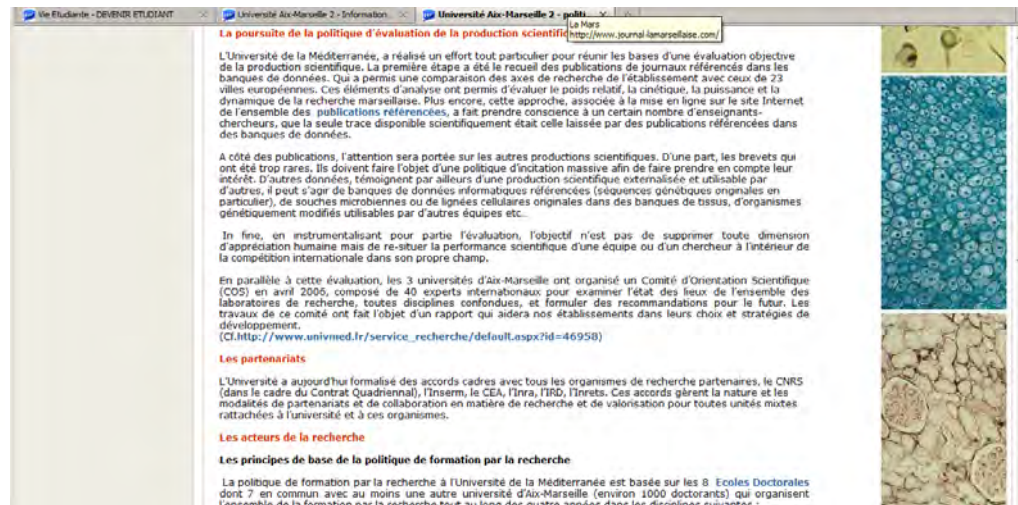 Vie Etudiante - DEVENIR ETUDIANT
Université Aix-Marseille 2 - Information...
Université Aix-Marseille 2 - politi...
La Mars
http://www.journal-lamarseillaise.com/
La poursuite de la politique d'évaluation de la production scientifi
L'Université de la Méditerranée, a réalisé un effort tout particulier pour réunir les bases d'une évaluation objective
de la production scientifique. La première étape a été le recueil des publications de journaux référencés dans les
banques de données. Qui a permis une comparaison des axes de recherche de l'établissement avec ceux de 23
villes européennes. Ces éléments d'analyse ont permis d'évaluer le poids relatif, la cinétique, la puissance et la
dynamique de la recherche marseillaise. Plus encore, cette approche, associée à la mise en ligne sur le site Internet
de l'ensemble des publications référencées, a fait prendre conscience à un certain nombre d'enseignants-
chercheurs, que la seule trace disponible scientifiquement était celle laissée par des publications référencées dans
des banques de données.
A côté des publications, l'attention sera portée sur les autres productions scientifiques. D'une part, les brevets qui
ont été trop rares. Ils doivent faire l'objet d'une politique d'incitation massive afin de faire prendre en compte leur
intérêt. D'autres données, témoignent par ailleurs d'une production scientifique externalisée et utilisable par
d'autres, il peut s'agir de banques de données informatiques référencées (séquences génétiques originales en
particulier), de souches microbiennes ou de lignées cellulaires originales dans des banques de tissus, d'organismes
génétiquement modifiés utilisables par d'autres équipes etc..
In fine, en instrumentalisant pour partie l'évaluation, l'objectif n'est pas de supprimer toute dimension
d'appréciation humaine mais de re-situer la performance scientifique d'une équipe ou d'un chercheur à l'intérieur de
la compétition internationale dans son propre champ.
En parallèle à cette évaluation, les 3 universités d'Aix-Marseille ont organisé un Comité d'Orientation Scientifique
(COS) en avril 2006, composé de 40 experts internationaux pour examiner l'état des lieux de l'ensemble des
laboratoires de recherche, toutes disciplines confondues, et formuler des recommandations pour le futur. Les
travaux de ce comité ont fait l'objet d'un rapport qui aidera nos établissements dans leurs choix et stratégies de
développement.
(Cf.http://www.univmed.fr/service_recherche/default.aspx?id=46958)
Les partenariats
L'Université a aujourd'hui formalisé des accords cadres avec tous les organismes de recherche partenaires, le CNRS
(dans le cadre du Contrat Quadriennal), l'Inserm, le CEA, l'Inra, l'IRD, l'Inrets. Ces accords gèrent la nature et les
modalités de partenariats et de collaboration en matière de recherche et de valorisation pour toutes unités mixtes
rattachées à l'université et à ces organismes.
Les acteurs de la recherche
Les principes de base de la politique de formation par la recherche
La politique de formation par la recherche à l'Université de la Méditerranée est basée sur les 8 Ecoles Doctorales
dont 7 en commun avec au moins une autre université d'Aix-Marseille (environ 1000 doctorants) qui organisent
l'ensemble de la formation par la recherche tout au long des quatre années dans les disciplines suivantes :